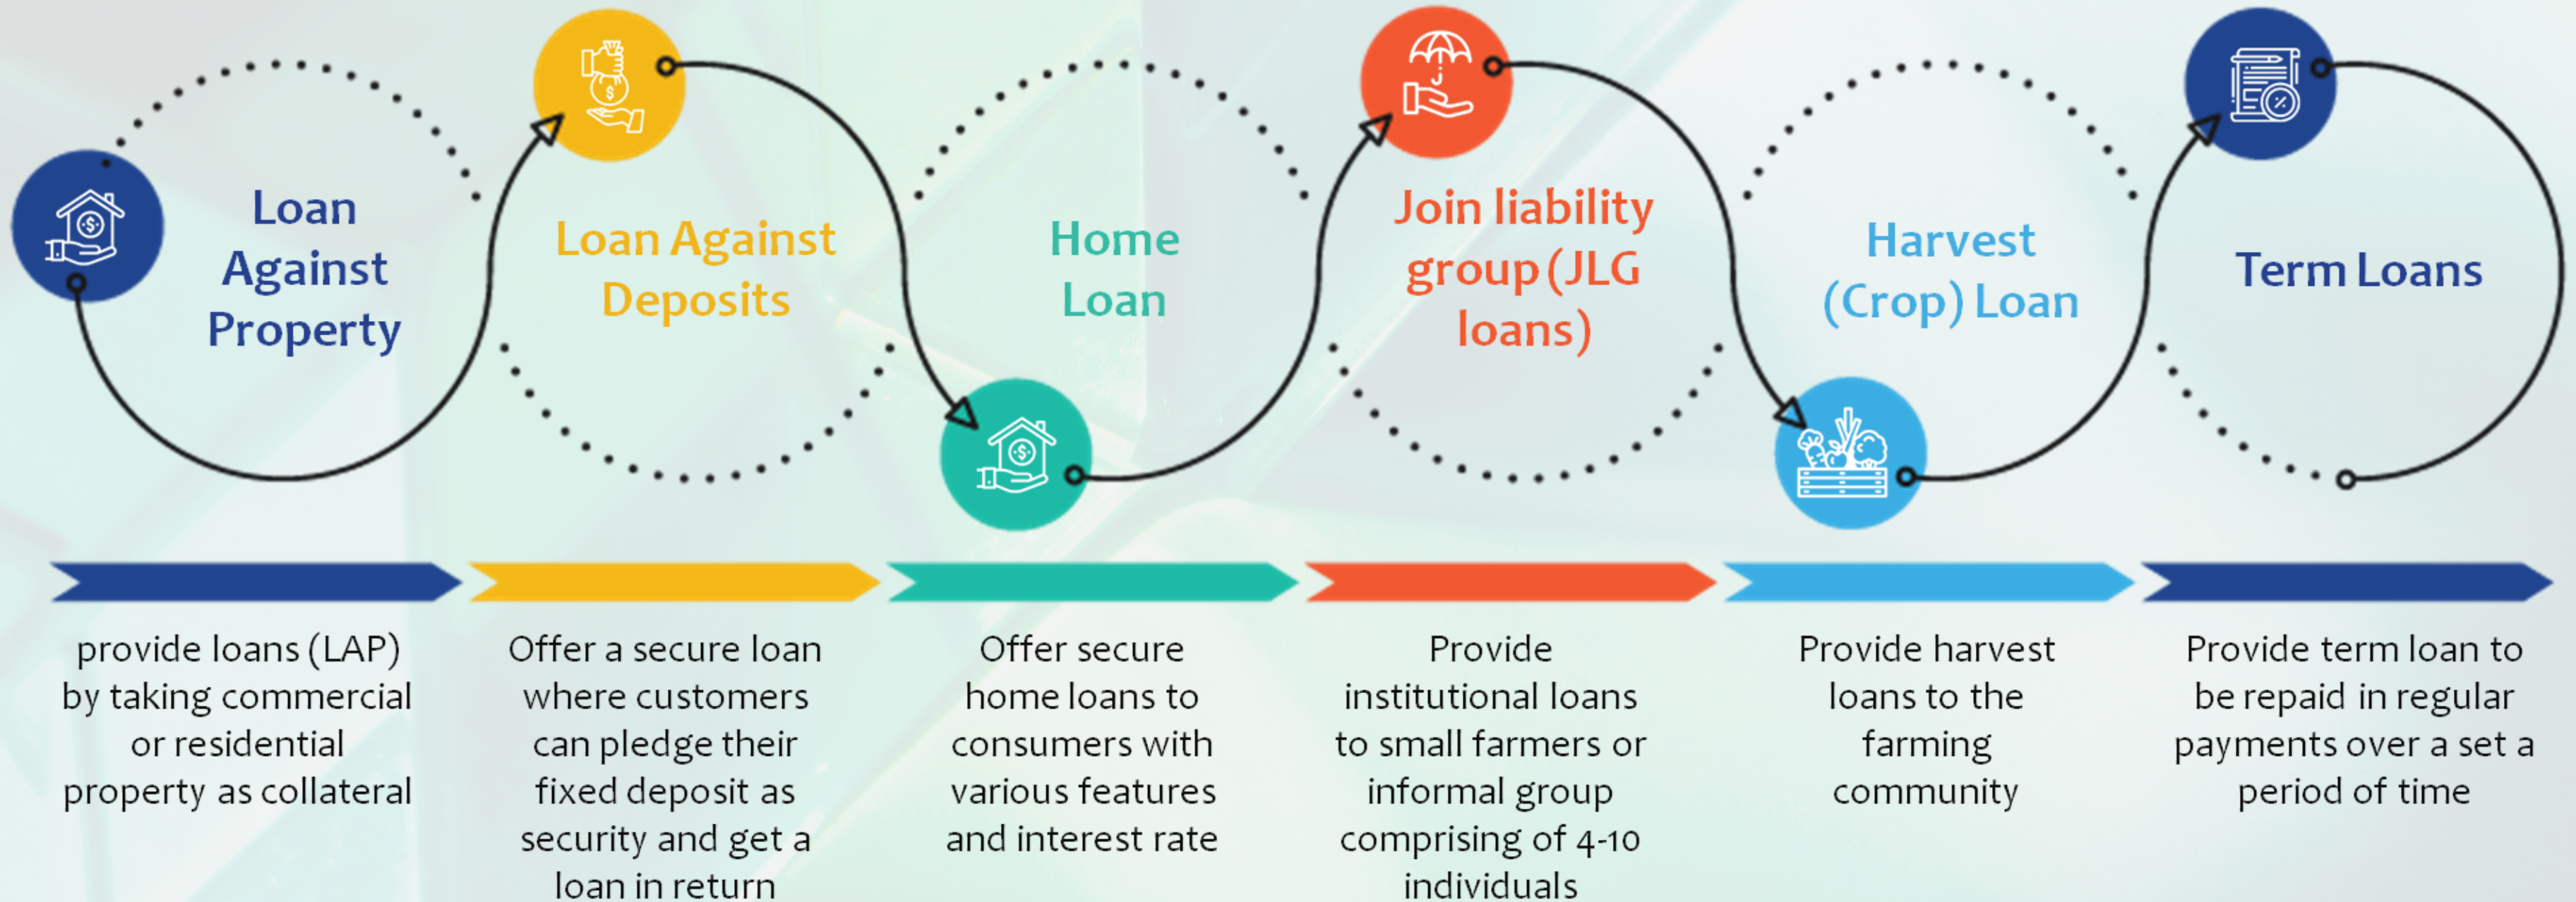 Loan
Against
Property
Loan Against
Deposits
Home
Loan
Join liability
group (JLG
loans)
Harvest
(Crop) Loan
Term Loans
provide loans (LAP)
by taking commercial
or residential
property as collateral
Offer a secure loan
where customers
can pledge their
fixed deposit as
security and get a
loan in return
Offer secure
home loans to
consumers with
various features
and interest rate
Provide
institutional loans
to small farmers or
informal group
comprising of 4-10
individuals
Provide harvest
loans to the
farming
community
Provide term loan to
be repaid in regular
payments over a set a
period of time